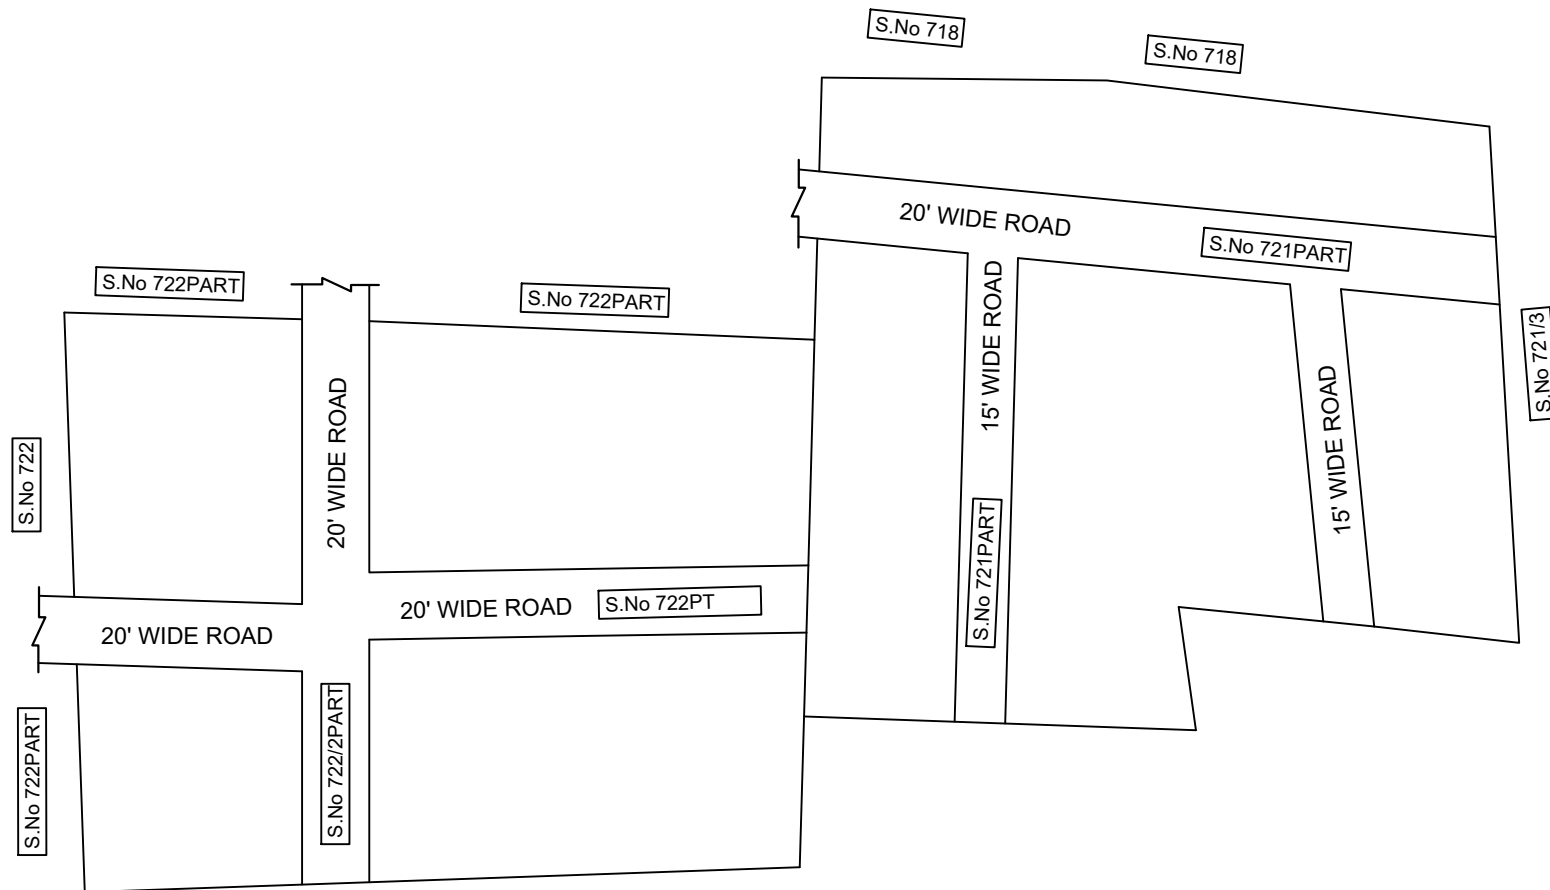 S.No 718
S.No 718
20' WIDE ROAD
S.No 721PART
S.No 722PART
S.No 722PART
15' WIDE ROAD
S.No 721/3
15' WIDE ROAD
20' WIDE ROAD
S.No 722
S.No 721PART
20' WIDE ROAD
S.No 722PT
20' WIDE ROAD
S.No 722/2PART
S.No 722PART